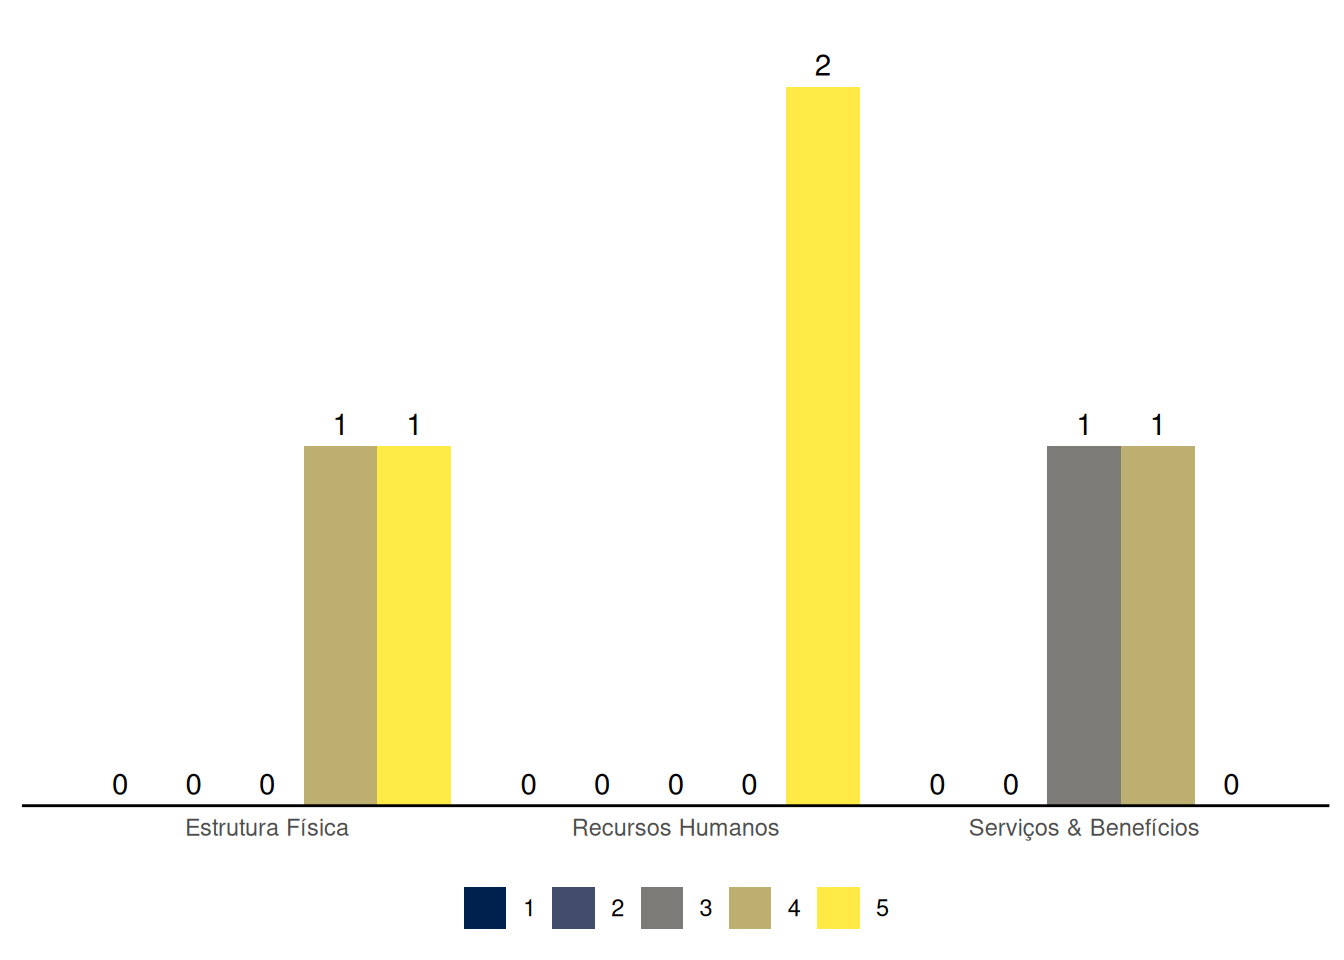 2
1 1 1 1
0 0 0 0 0 0 0 0 0 0
Estrutura Física Recursos Humanos Serviços & Benefícios
1 2 3 4 5